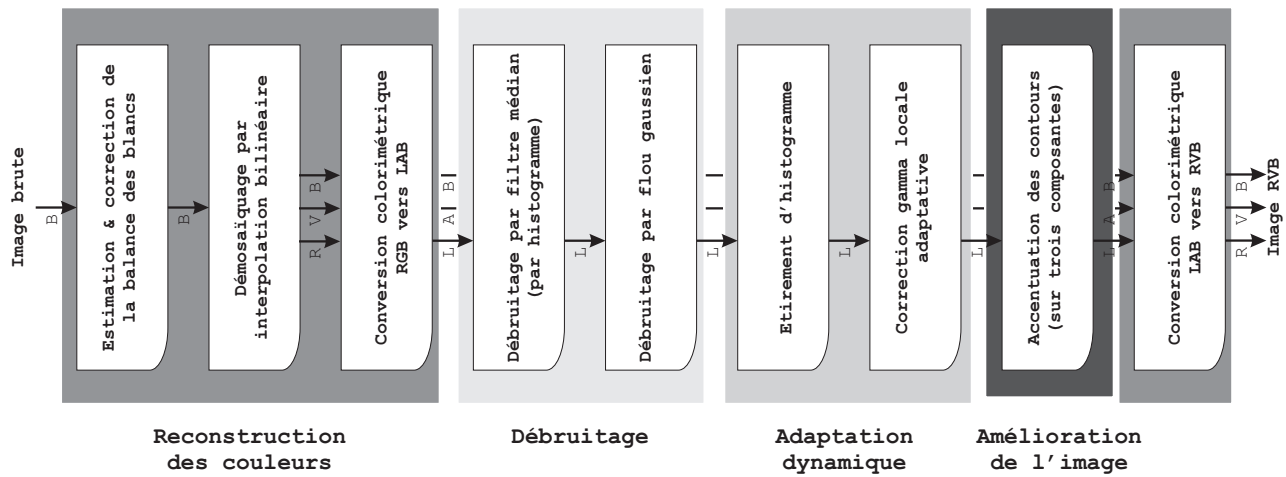 Image brute
B
Estimation & correction de
la balance des blancs
B
Démosaïquage par
interpolation bilinéaire
R
V
B
Conversion colorimétrique
RGB vers LAB
L
A
B
Débruitage par filtre médian
(par histogramme)
L
Débruitage par flou gaussien
L
Etirement d'histogramme
L
Correction gamma locale
adaptative
L
Accentuation des contours
(sur trois composantes)
L
A
B
Conversion colorimétrique
LAB vers RVB
R
V
B
Image RVB
Reconstruction
des couleurs
Débruitage
Adaptation
dynamique
Amélioration
de l'image